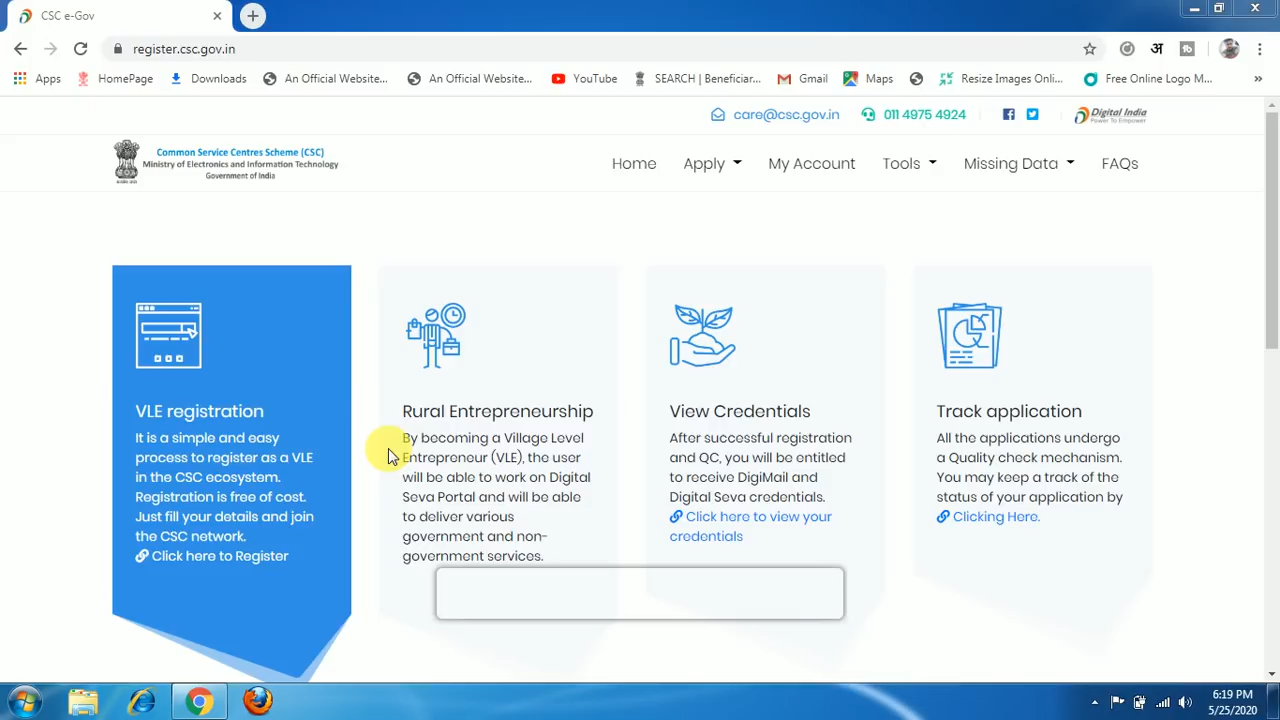 CSC e-Gov
register.csc.gov.in
अ
Apps
HomePage
Downloads
An Official Website...
An Official Website...
YouTube
SEARCH | Beneficiar...
Gmail
Maps
Resize Images Onli...
Free Online Logo M...
»
care@csc.gov.in
011 4975 4924
Digital India
Power To Empower
Common Service Centres Scheme (CSC)
Ministry of Electronics and Information Technology
Government of India
Home
Apply
My Account
Tools
Missing Data
FAQs
VLE registration
It is a simple and easy
process to register as a VLE
in the CSC ecosystem.
Registration is free of cost.
Just fill your details and join
the CSC network.
Click here to Register
Rural Entrepreneurship
By becoming a Village Level
Entrepreneur (VLE), the user
will be able to work on Digital
Seva Portal and will be able
to deliver various
government and non-
government services.
View Credentials
After successful registration
and QC, you will be entitled
to receive DigiMail and
Digital Seva credentials.
Click here to view your
credentials
Track application
All the applications undergo
a Quality check mechanism.
You may keep a track of the
status of your application by
Clicking Here.
6:19 PM
5/25/2020